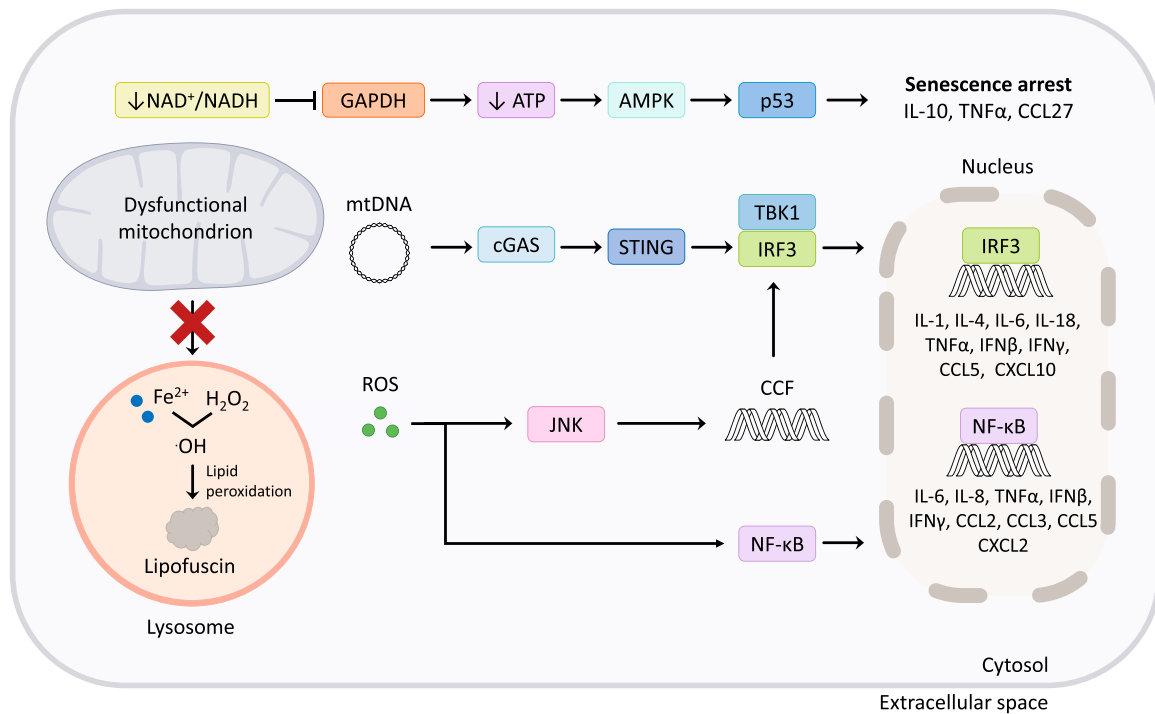 ↓NAD⁺/NADH
GAPDH
↓ ATP
AMPK
p53
Senescence arrest
IL-10, TNFα, CCL27
Dysfunctional
mitochondrion
mtDNA
cGAS
STING
TBK1
IRF3
Nucleus
IRF3
IL-1, IL-4, IL-6, IL-18,
TNFα, IFNβ, IFNγ,
CCL5, CXCL10
Fe²⁺
H₂O₂
·OH
Lipid
peroxidation
Lipofuscin
Lysosome
ROS
JNK
CCF
NF-κB
NF-κB
IL-6, IL-8, TNFα, IFNβ,
IFNγ, CCL2, CCL3, CCL5
CXCL2
Cytosol
Extracellular space